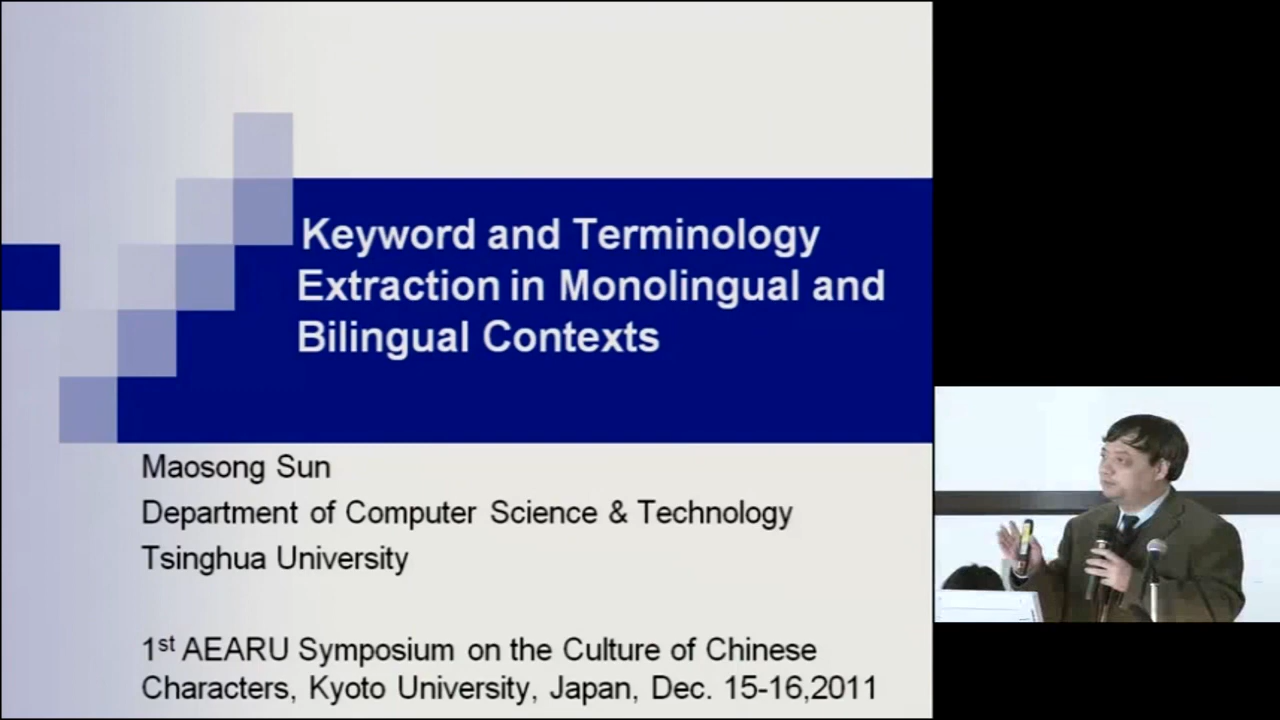 Keyword and Terminology
Extraction in Monolingual and
Bilingual Contexts
Maosong Sun
Department of Computer Science & Technology
Tsinghua University
1st AEARU Symposium on the Culture of Chinese
Characters, Kyoto University, Japan, Dec. 15-16,2011